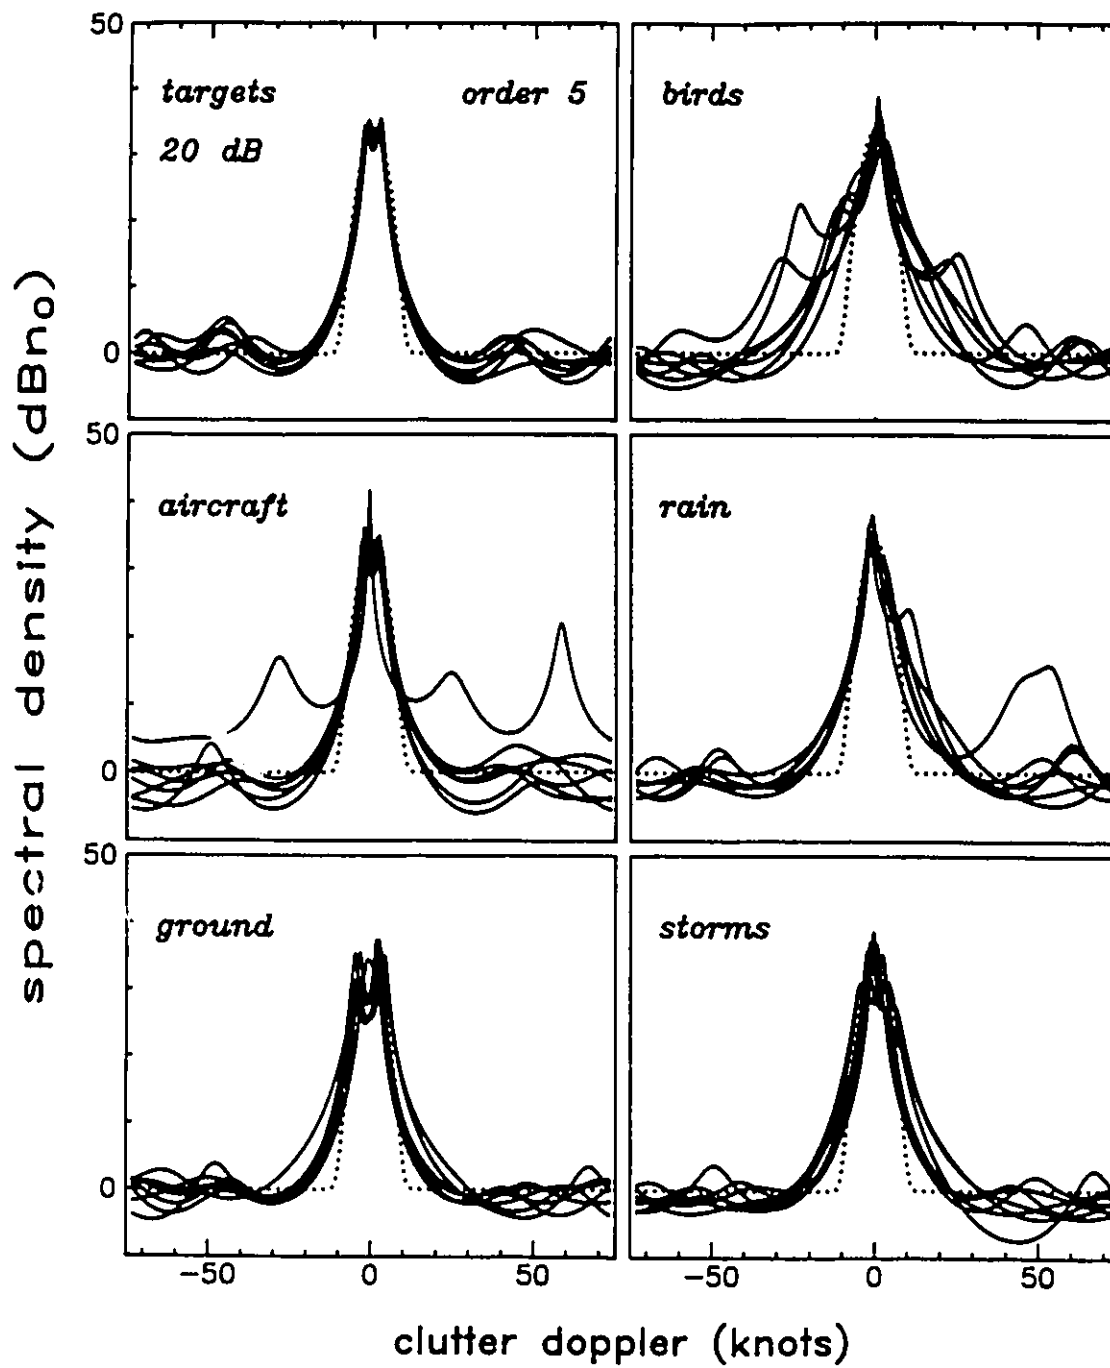 50
targets order 5
20 dB
birds
0
50
aircraft
rain
0
50
ground
storms
0
-50 0 50
-50 0 50
clutter doppler (knots)
spectral density (dBn₀)